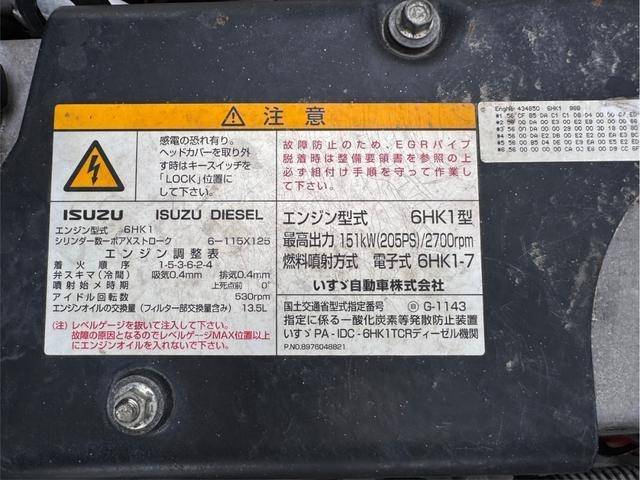 注意
感電の恐れ有り。
ヘッドカバーを取り外
す時はキースイッチを
「LOCK」位置に
して下さい。
故障防止のため、EGRパイプ
脱着時は整備要領書を参照の上
必ず組付け手順を守って作業し
て下さい。
ISUZU ISUZU DIESEL
エンジン型式 6HK1
シリンダ数ーボアXストローク 6-115X125
エンジン調整表
着火順序 1-5-3-6-2-4
弁スキマ(冷間) 吸気0.4mm 排気0.4mm
噴射始メ時期 上死点前 0°
アイドル回転数 530rpm
エンジンオイルの交換量(フィルター部交換量含み) 13.5L
(注)レベルゲージを抜いて注入して下さい。
故障の原因となるのでレベルゲージMAX位置以上
にエンジンオイルを入れないで下さい。
エンジン型式 6HK1型
最高出力 151kW(205PS)/2700rpm
燃料噴射方式 電子式 6HK1-7
いすゞ自動車株式会社
国土交通省型式指定番号 G-1143
指定に係る一酸化炭素等発散防止装置
いすゞPA-IDC-6HK1TCRディーゼル機関
P.NO.8976048821
EngNo 434850 6HK1